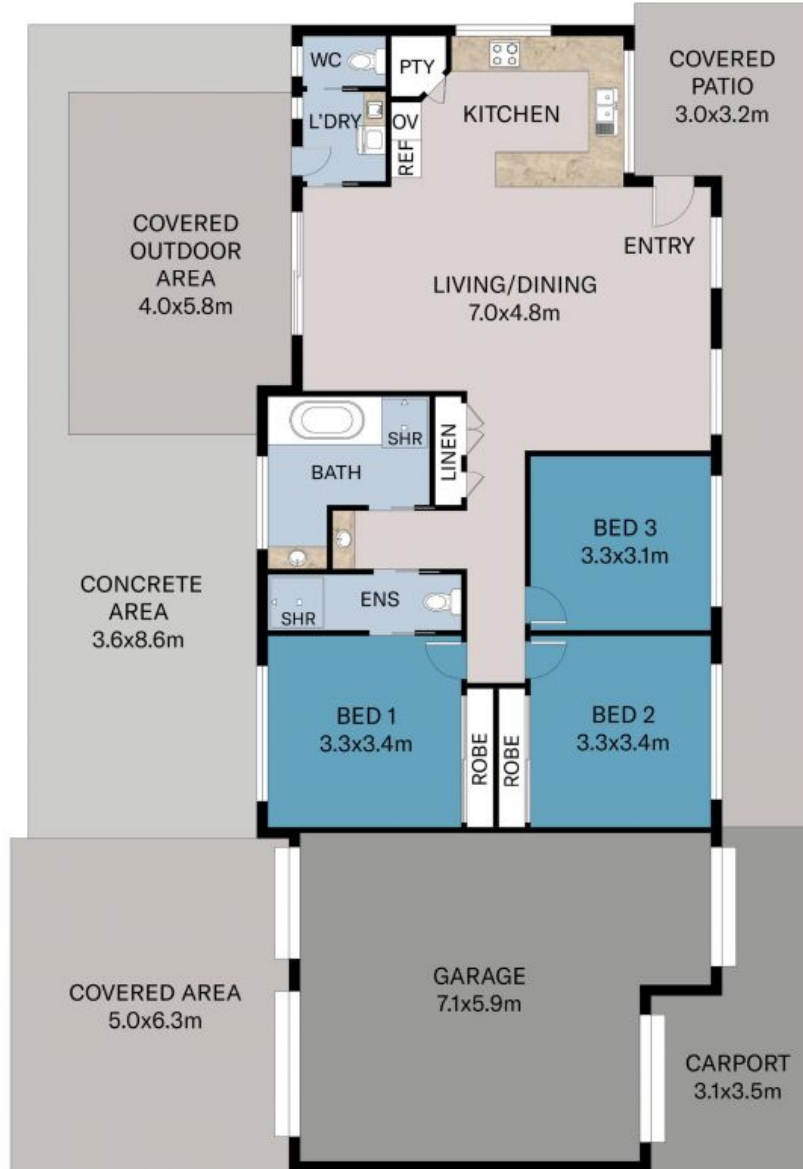 WC
PTY
L'DRY
OV
REF
KITCHEN
COVERED
PATIO
3.0x3.2m
COVERED
OUTDOOR
AREA
4.0x5.8m
ENTRY
LIVING/DINING
7.0x4.8m
SHR
LINEN
BATH
BED 3
3.3x3.1m
CONCRETE
AREA
3.6x8.6m
ENS
SHR
BED 1
3.3x3.4m
ROBE
ROBE
BED 2
3.3x3.4m
COVERED AREA
5.0x6.3m
GARAGE
7.1x5.9m
CARPORT
3.1x3.5m